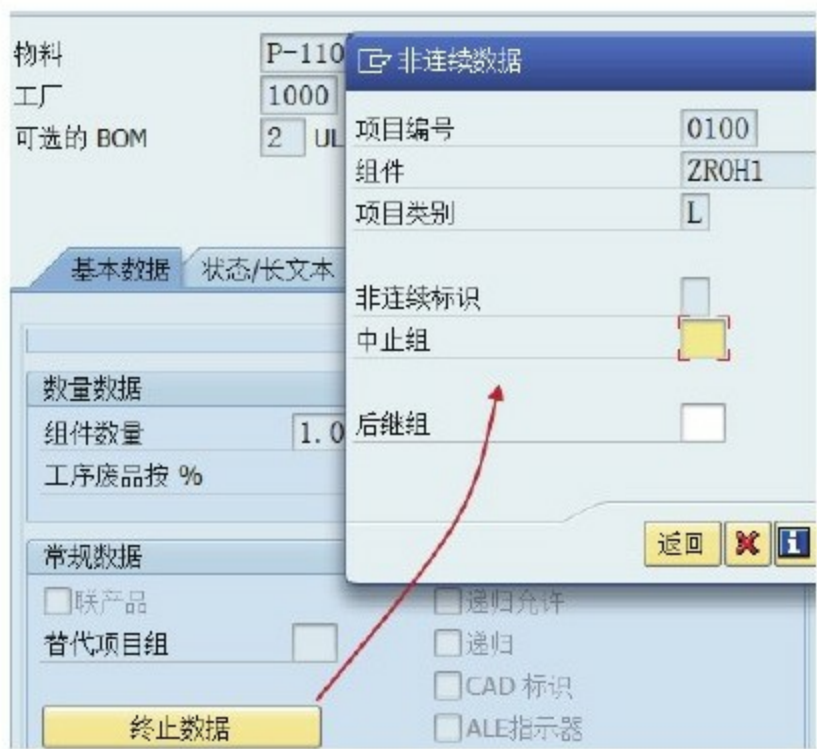 物料 P-110
工厂 1000
可选的 BOM 2 UL
基本数据 状态/长文本
数量数据
组件数量 1.0
工序废品按 %
常规数据
联产品
替代项目组
终止数据
递归允许
递归
CAD 标识
ALE指示器
非连续数据
项目编号 0100
组件 ZROH1
项目类别 L
非连续标识
中止组
后继组
返回